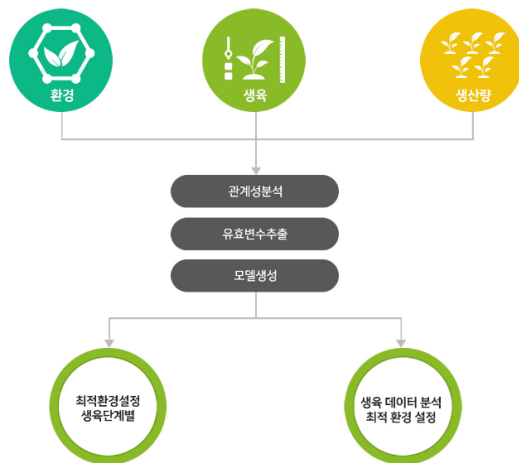 환경
생육
생산량
관계성분석
유효변수추출
모델생성
최적환경설정
생육단계별
생육 데이터 분석
최적 환경 설정